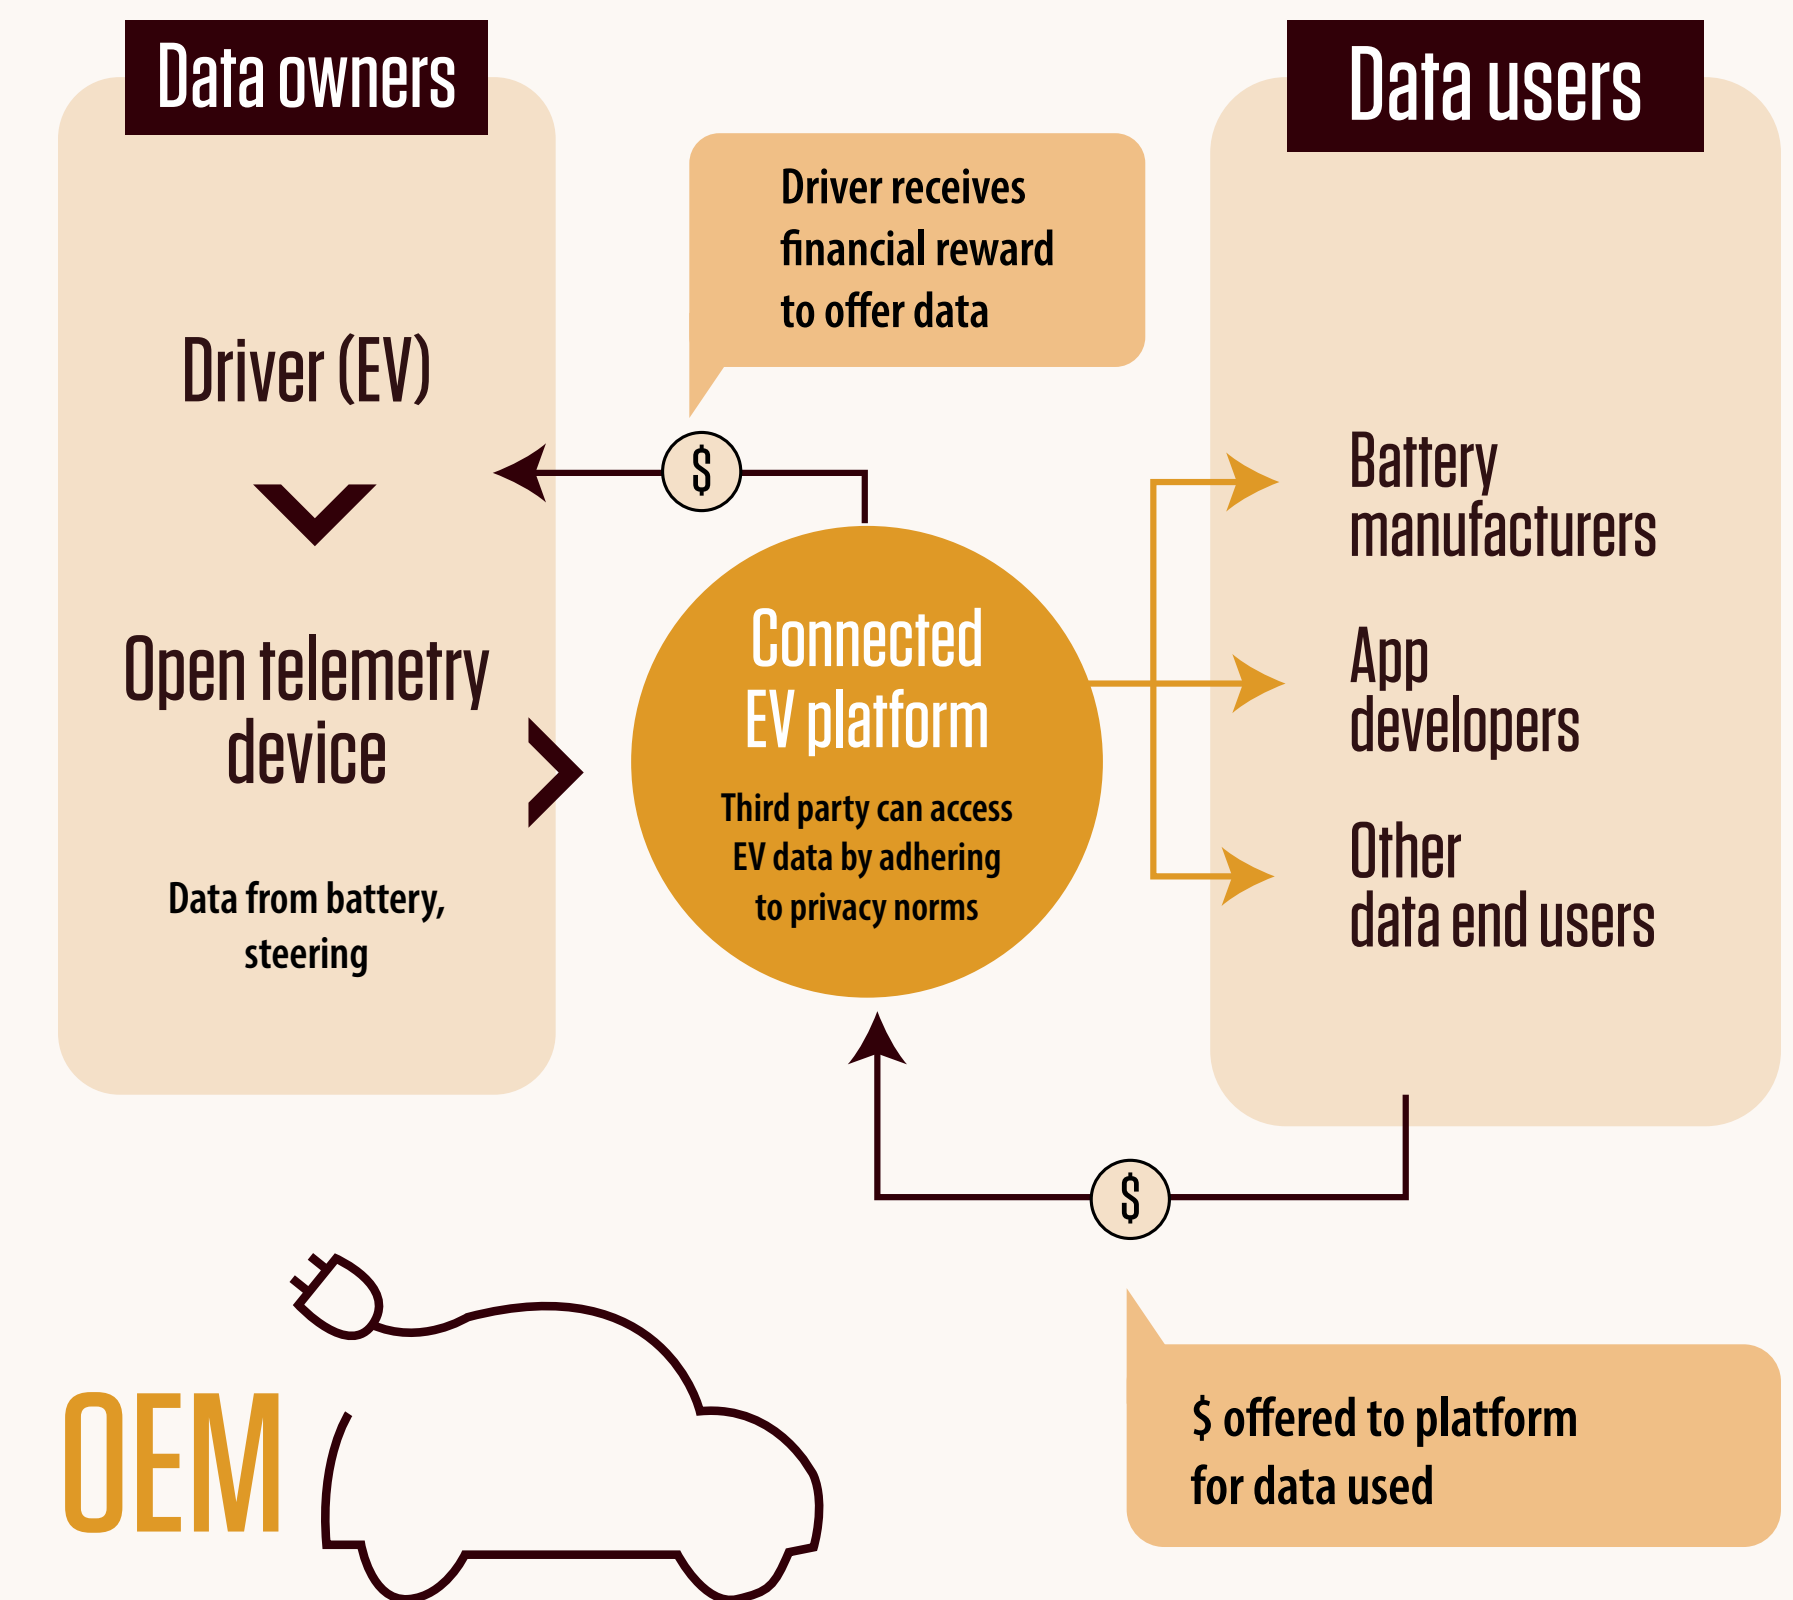 Data owners
Driver (EV)
Open telemetry
device
Data from battery,
steering
Driver receives
financial reward
to offer data
$
Connected
EV platform
Third party can access
EV data by adhering
to privacy norms
Data users
Battery
manufacturers
App
developers
Other
data end users
$
$ offered to platform
for data used
OEM